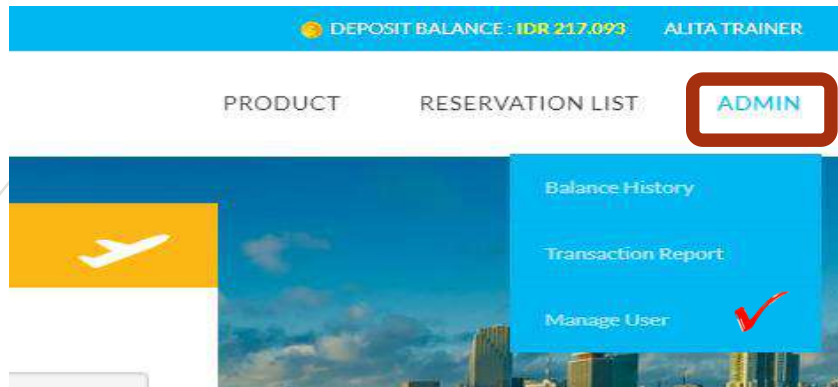 DEPOSIT BALANCE : IDR 217.093 ALITA TRAINER
PRODUCT RESERVATION LIST ADMIN
Balance History
Transaction Report
Manage User